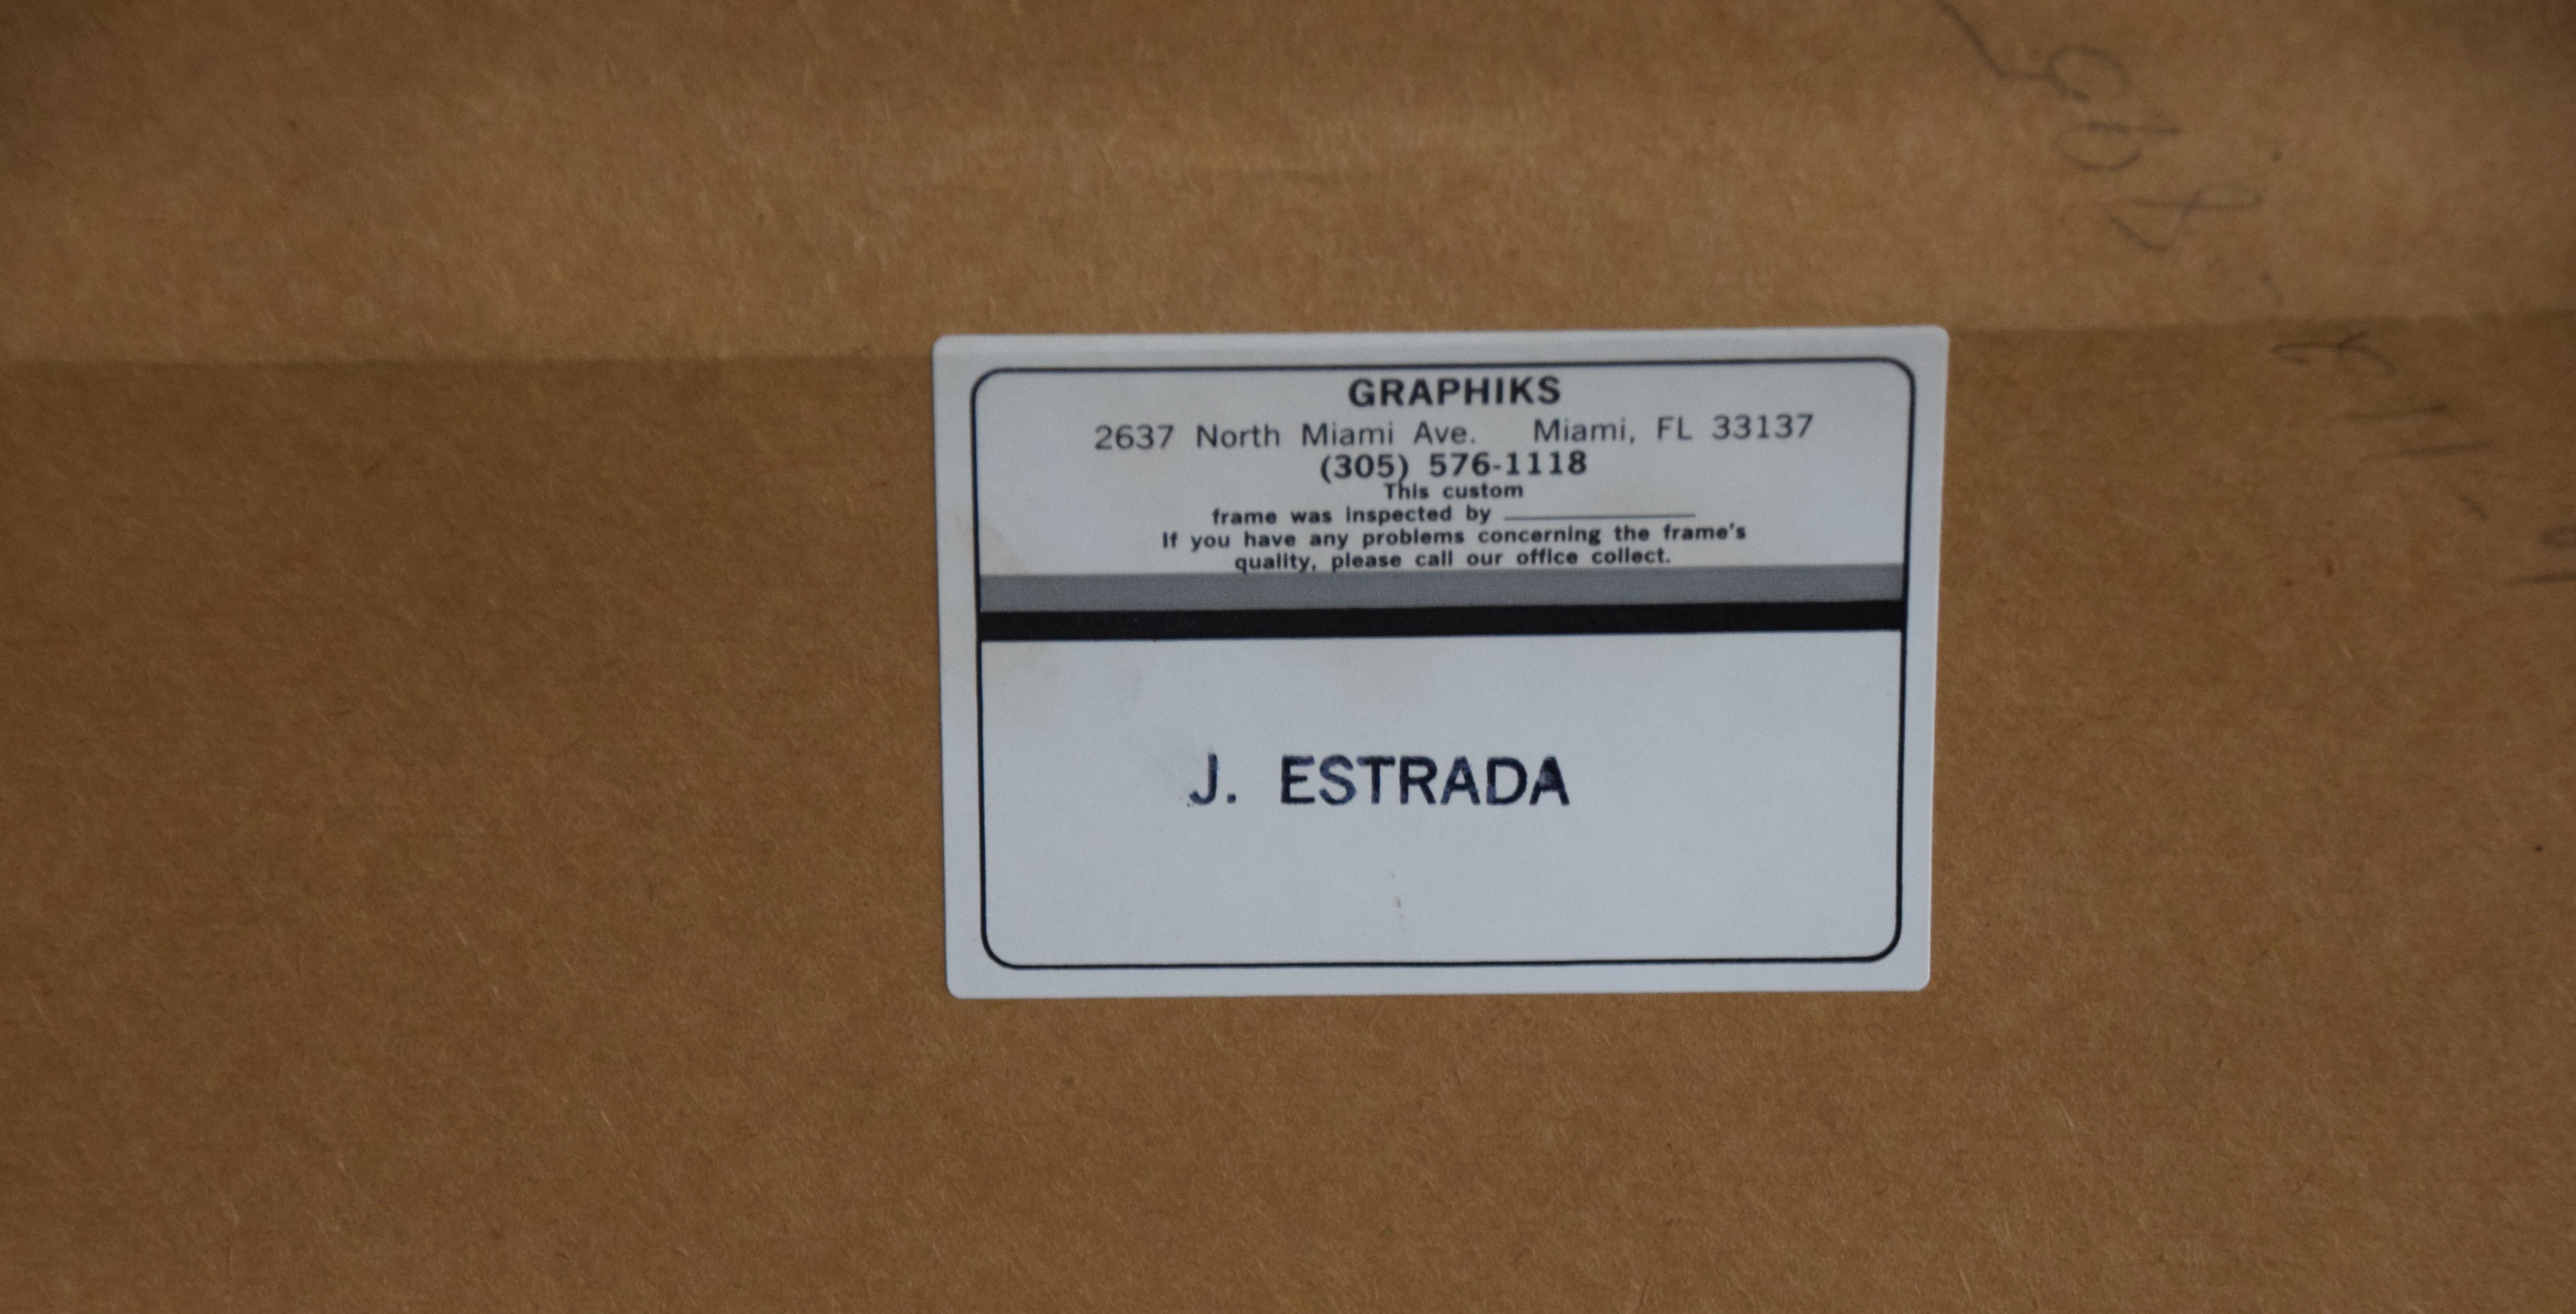 GRAPHIKS
2637 North Miami Ave. Miami, FL 33137
(305) 576-1118
This custom
frame was inspected by
If you have any problems concerning the frame's
quality, please call our office collect.
J. ESTRADA